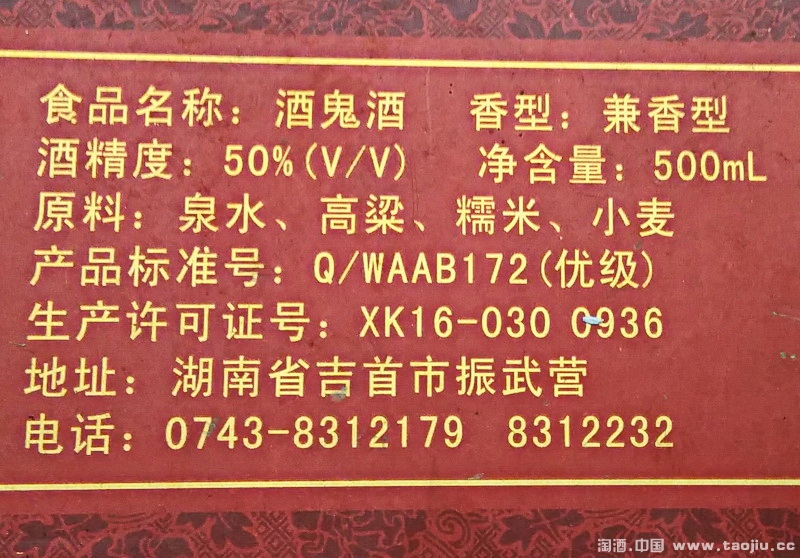 食品名称：酒鬼酒 香型：兼香型
酒精度：50%(V/V) 净含量：500mL
原料：泉水、高粱、糯米、小麦
产品标准号：Q/WAAB172(优级)
生产许可证号：XK16-030 0936
地址：湖南省吉首市振武营
电话：0743-8312179 8312232
淘酒.中国 www.taojiu.cc